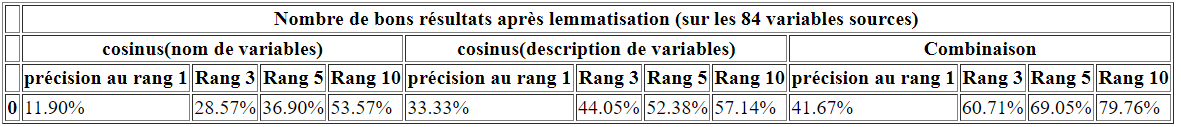 Nombre de bons résultats après lemmatisation (sur les 84 variables sources)
cosinus(nom de variables) cosinus(description de variables) Combinaison
précision au rang 1 Rang 3 Rang 5 Rang 10 précision au rang 1 Rang 3 Rang 5 Rang 10 précision au rang 1 Rang 3 Rang 5 Rang 10
0 11.90% 28.57% 36.90% 53.57% 33.33% 44.05% 52.38% 57.14% 41.67% 60.71% 69.05% 79.76%